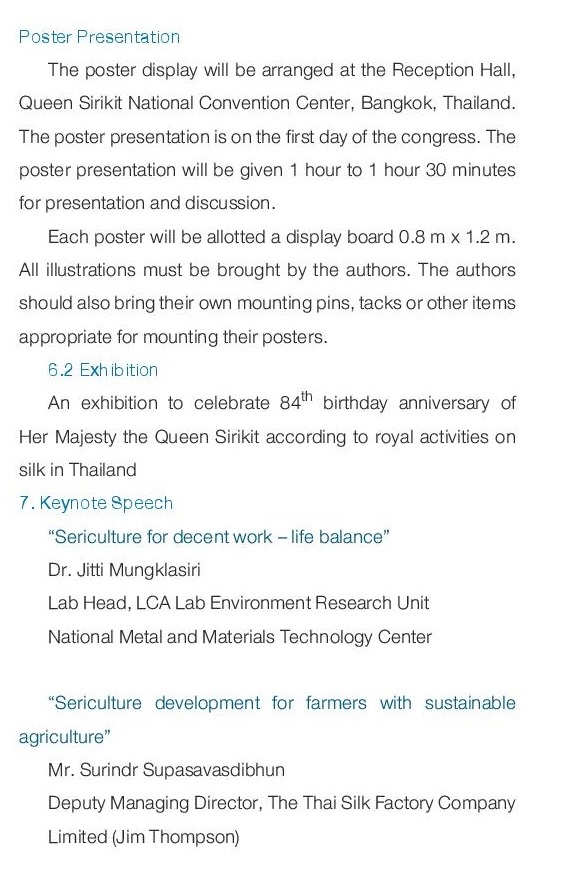 Poster Presentation
The poster display will be arranged at the Reception Hall,
Queen Sirikit National Convention Center, Bangkok, Thailand.
The poster presentation is on the first day of the congress. The
poster presentation will be given 1 hour to 1 hour 30 minutes
for presentation and discussion.
Each poster will be allotted a display board 0.8 m x 1.2 m.
All illustrations must be brought by the authors. The authors
should also bring their own mounting pins, tacks or other items
appropriate for mounting their posters.
6.2 Exhibition
An exhibition to celebrate 84th birthday anniversary of
Her Majesty the Queen Sirikit according to royal activities on
silk in Thailand
7. Keynote Speech
“Sericulture for decent work – life balance”
Dr. Jitti Mungklasiri
Lab Head, LCA Lab Environment Research Unit
National Metal and Materials Technology Center
“Sericulture development for farmers with sustainable
agriculture”
Mr. Surindr Supasavasdibhun
Deputy Managing Director, The Thai Silk Factory Company
Limited (Jim Thompson)